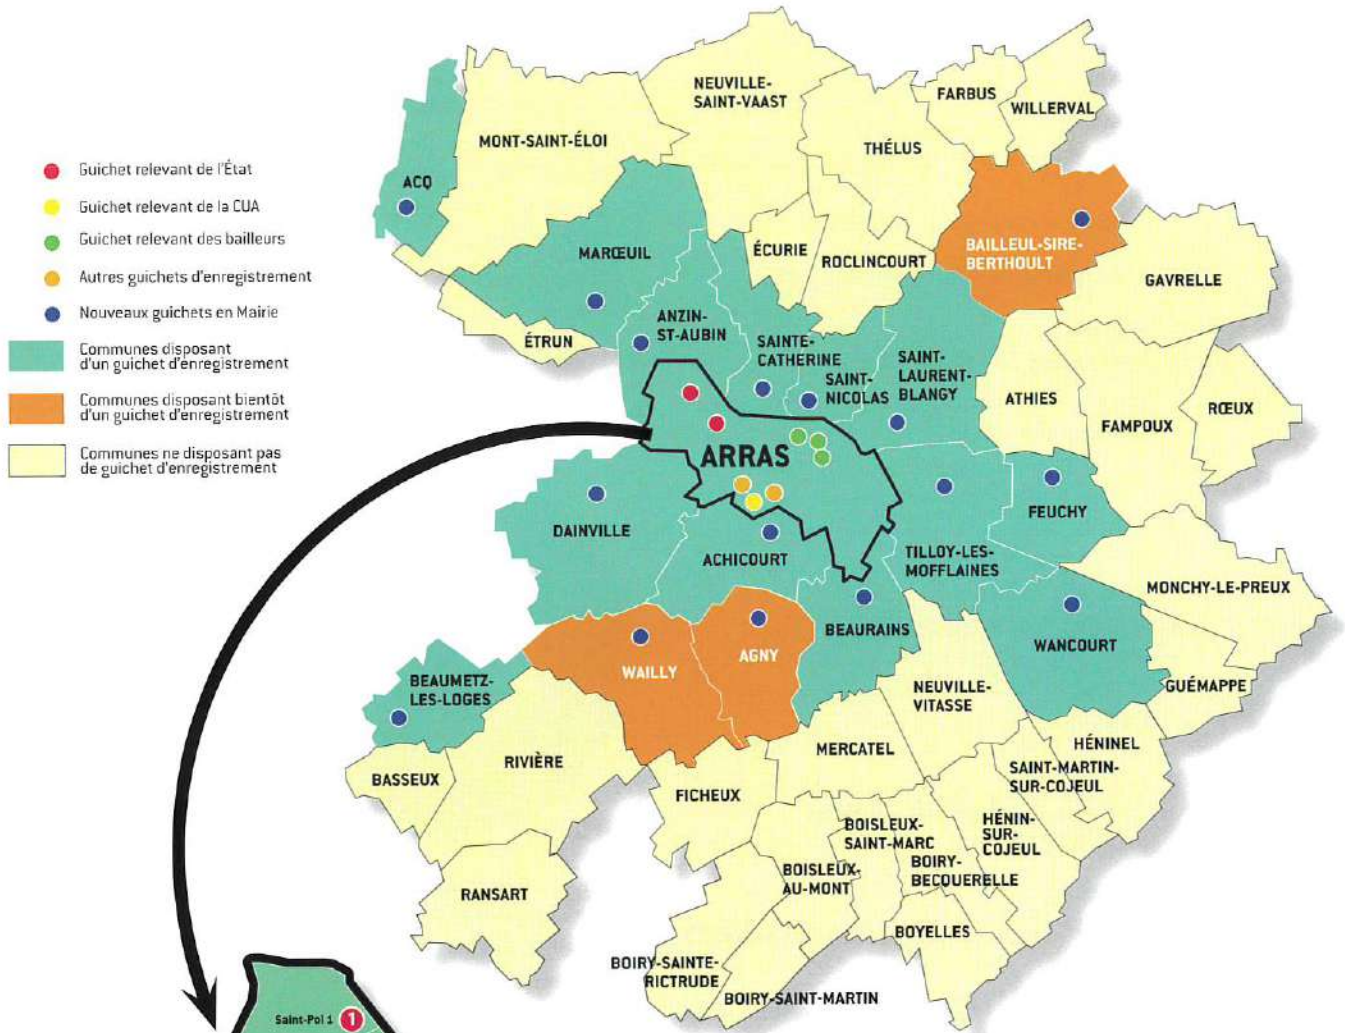 Guichet relevant de l'État
Guichet relevant de la CUA
Guichet relevant des bailleurs
Autres guichets d'enregistrement
Nouveaux guichets en Mairie
Communes disposant
d'un guichet d'enregistrement
Communes disposant bientôt
d'un guichet d'enregistrement
Communes ne disposant pas
de guichet d'enregistrement
NEUVILLE-
SAINT-VAAST
FARBUS
WILLERVAL
MONT-SAINT-ÉLOI
THÉLUS
ACQ
MARŒUIL
ÉCURIE
ROCLINCOURT
BAILLEUL-SIRE-
BERTHOULT
GAVRELLE
ÉTRUN
ANZIN-
ST-AUBIN
SAINTE-
CATHERINE
SAINT-
NICOLAS
SAINT-
LAURENT-
BLANGY
ATHIES
FAMPOUX
RŒUX
ARRAS
DAINVILLE
ACHICOURT
TILLOY-LES-
MOFFLAINES
FEUCHY
MONCHY-LE-PREUX
BEAURAINS
WANCOURT
GUÉMAPPE
WAILLY
AGNY
BEAUMETZ-
LES-LOGES
NEUVILLE-
VITASSE
BASSEUX
RIVIÈRE
FICHEUX
MERCATEL
HÉNINEL
SAINT-MARTIN-
SUR-COJEUL
HÉNIN-
SUR-
COJEUL
BOISLEUX-
SAINT-MARC
BOISLEUX-
AU-MONT
BOIRY-
BECQUERELLE
RANSART
BOYELLES
BOIRY-SAINTE-
RICTRUDE
BOIRY-SAINT-MARTIN
Saint-Pol 1 1